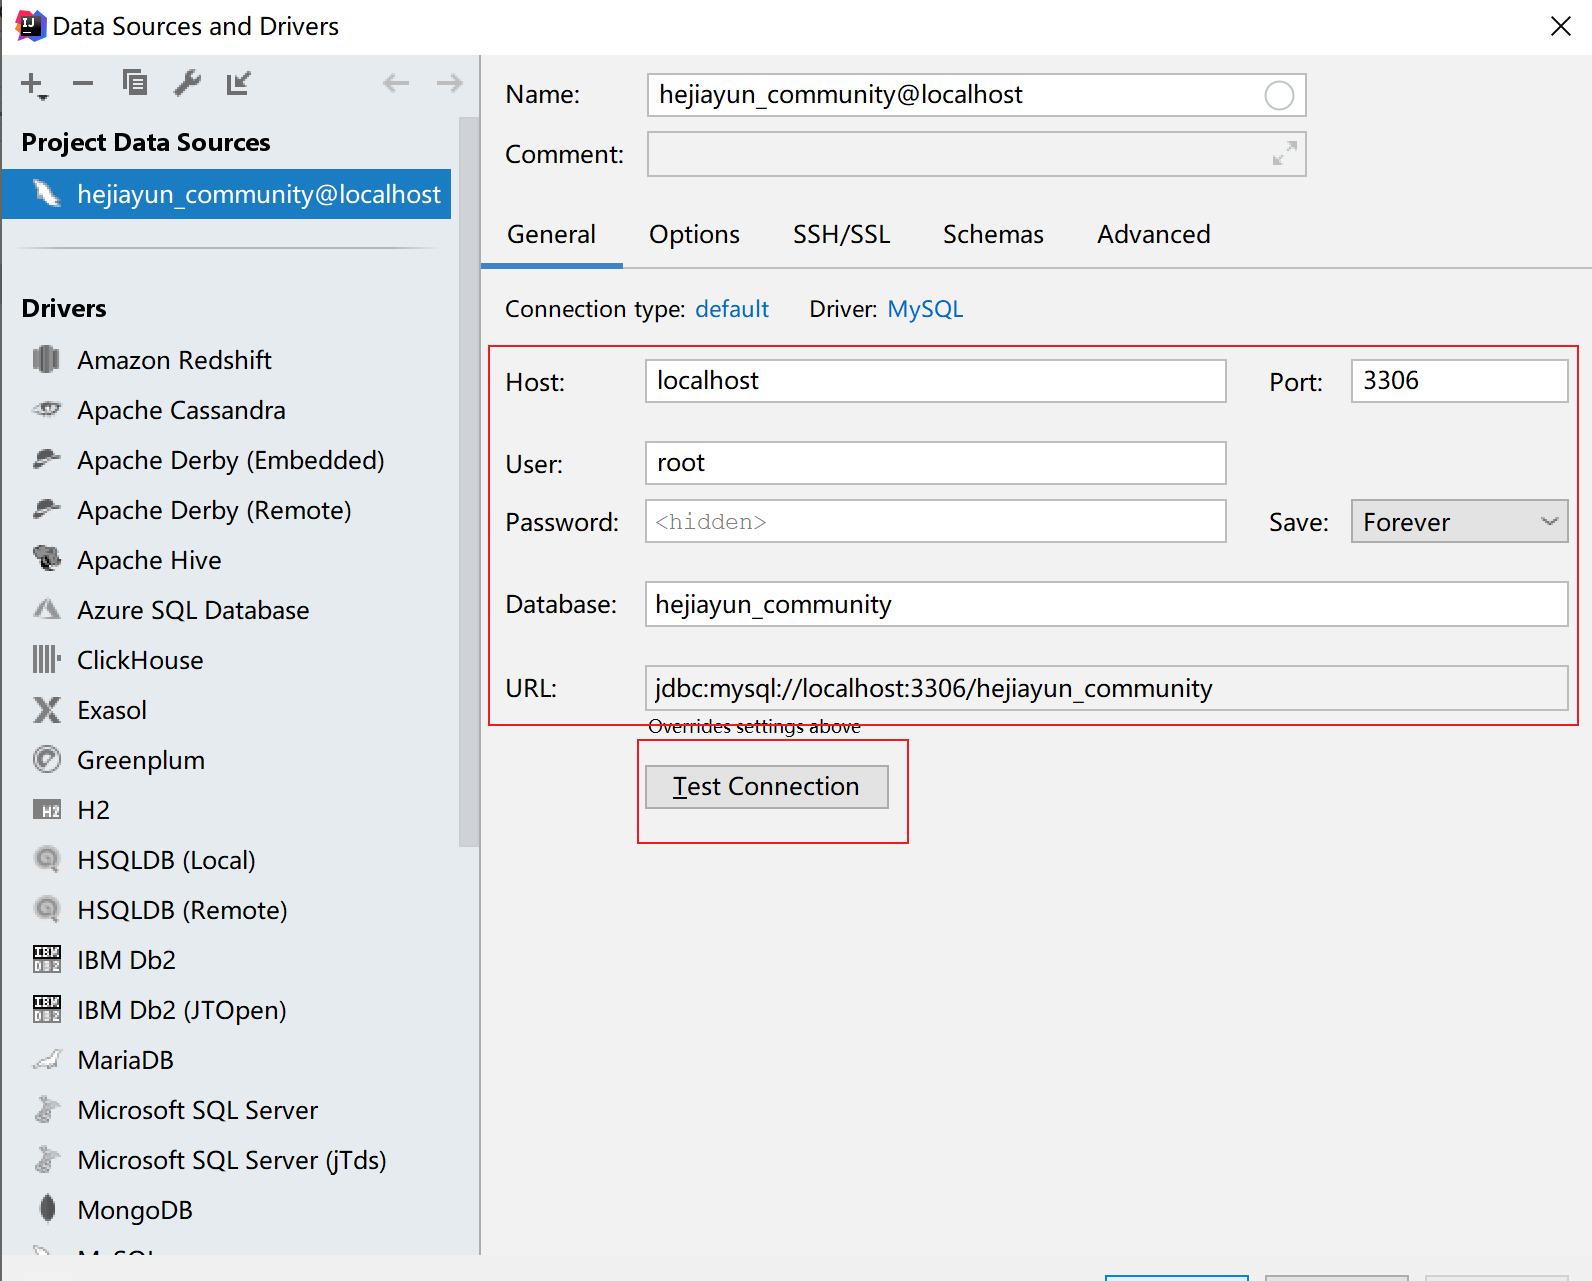 Data Sources and Drivers
Project Data Sources
hejiayun_community@localhost
Drivers
Amazon Redshift
Apache Cassandra
Apache Derby (Embedded)
Apache Derby (Remote)
Apache Hive
Azure SQL Database
ClickHouse
Exasol
Greenplum
H2
HSQLDB (Local)
HSQLDB (Remote)
IBM Db2
IBM Db2 (JTOpen)
MariaDB
Microsoft SQL Server
Microsoft SQL Server (jTds)
MongoDB
Name: hejiayun_community@localhost
Comment:
General Options SSH/SSL Schemas Advanced
Connection type: default Driver: MySQL
Host: localhost Port: 3306
User: root
Password: <hidden> Save: Forever
Database: hejiayun_community
URL: jdbc:mysql://localhost:3306/hejiayun_community
Overrides settings above
Test Connection